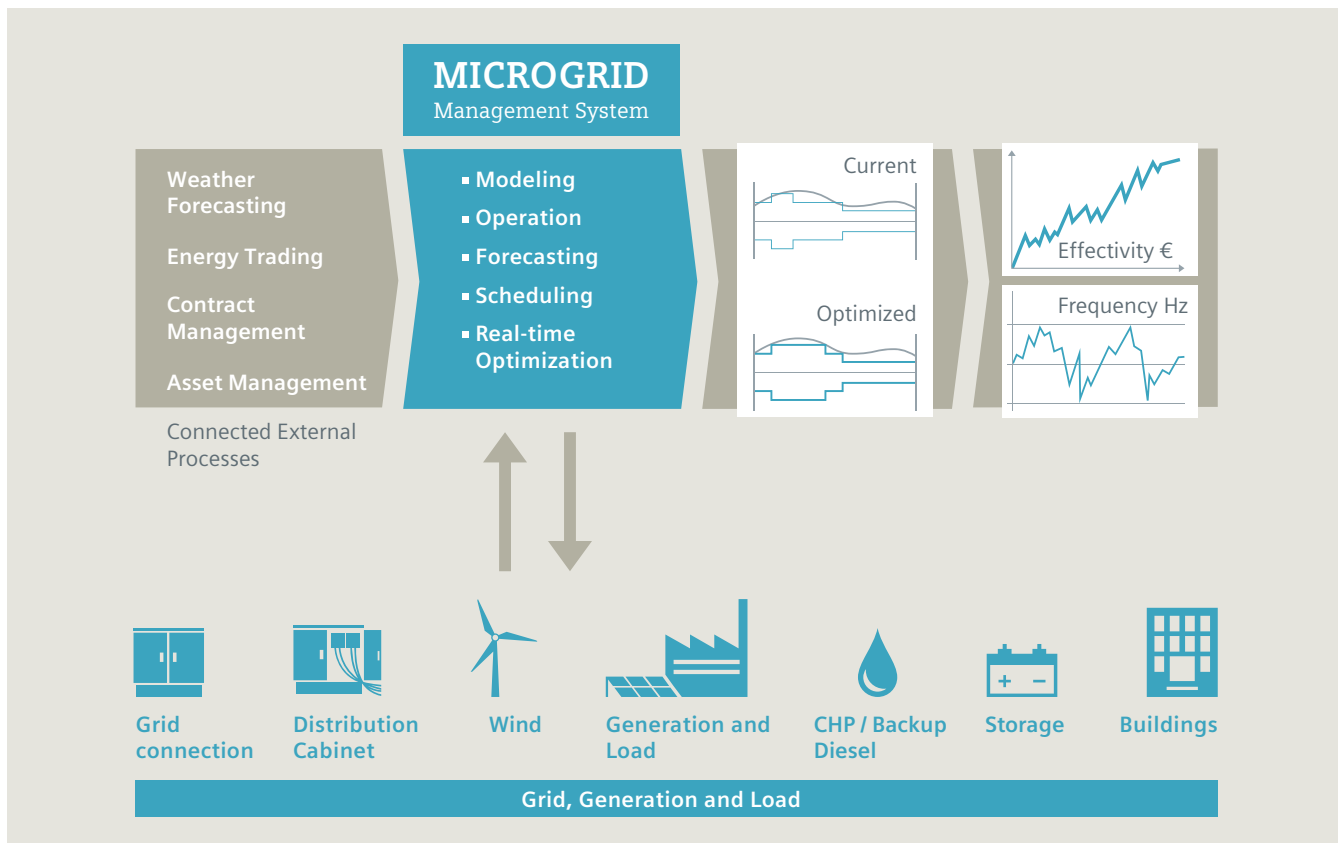 MICROGRID
Management System
Weather
Forecasting
Energy Trading
Contract
Management
Asset Management
Connected External
Processes
▪ Modeling
▪ Operation
▪ Forecasting
▪ Scheduling
▪ Real-time
Optimization
Current
Optimized
Effectivity €
Frequency Hz
Grid
connection
Distribution
Cabinet
Wind
Generation and
Load
CHP / Backup
Diesel
+ −
Storage
Buildings
Grid, Generation and Load